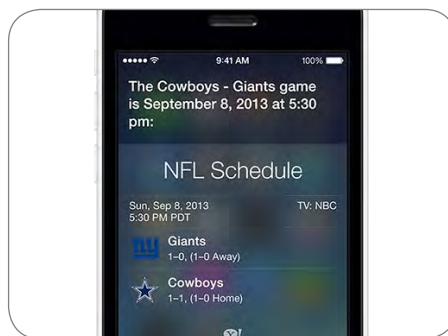 9:41 AM 100%
The Cowboys - Giants game
is September 8, 2013 at 5:30
pm:
NFL Schedule
Sun, Sep 8, 2013 TV: NBC
5:30 PM PDT
ny
Giants
1–0, (1–0 Away)
Cowboys
1–1, (1–0 Home)
Y!